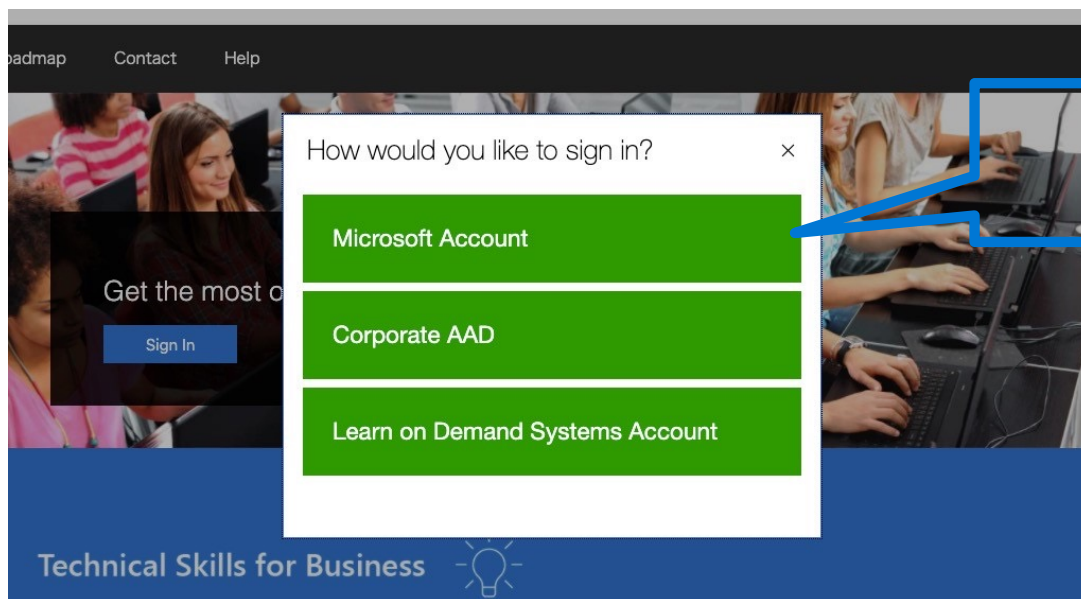 oadmap Contact Help
How would you like to sign in? ×
Microsoft Account
Get the most o
Corporate AAD
Sign In
Learn on Demand Systems Account
Technical Skills for Business